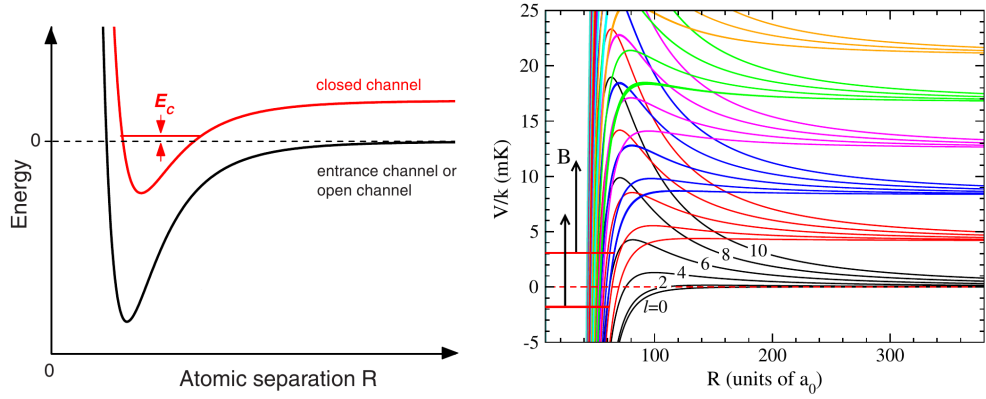 closed channel
E_C
0
entrance channel or
open channel
Energy
0
Atomic separation R
25
20
15
10
5
0
-5
V/k (mK)
B
10
8
6
4
2
l=0
100
200
300
R (units of a_0)